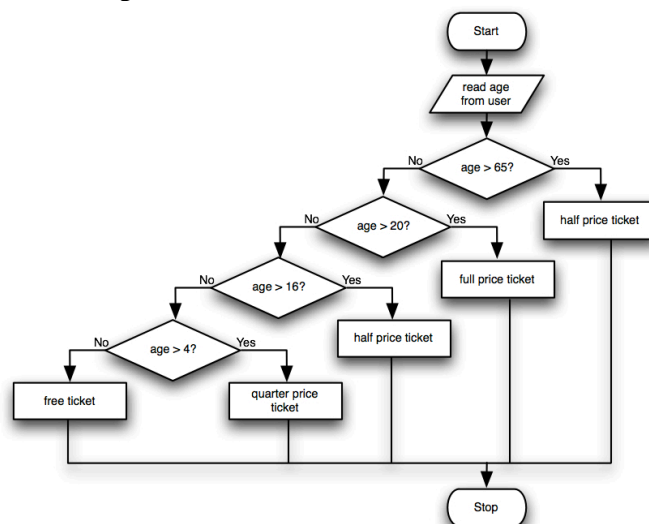 Start
read age
from user
No
age > 65?
Yes
half price ticket
No
age > 20?
Yes
full price ticket
No
age > 16?
Yes
half price ticket
No
age > 4?
Yes
free ticket
quarter price
ticket
Stop